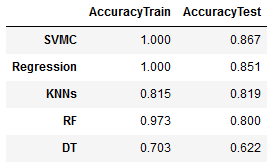 AccuracyTrain AccuracyTest
SVMC 1.000 0.867
Regression 1.000 0.851
KNNs 0.815 0.819
RF 0.973 0.800
DT 0.703 0.622